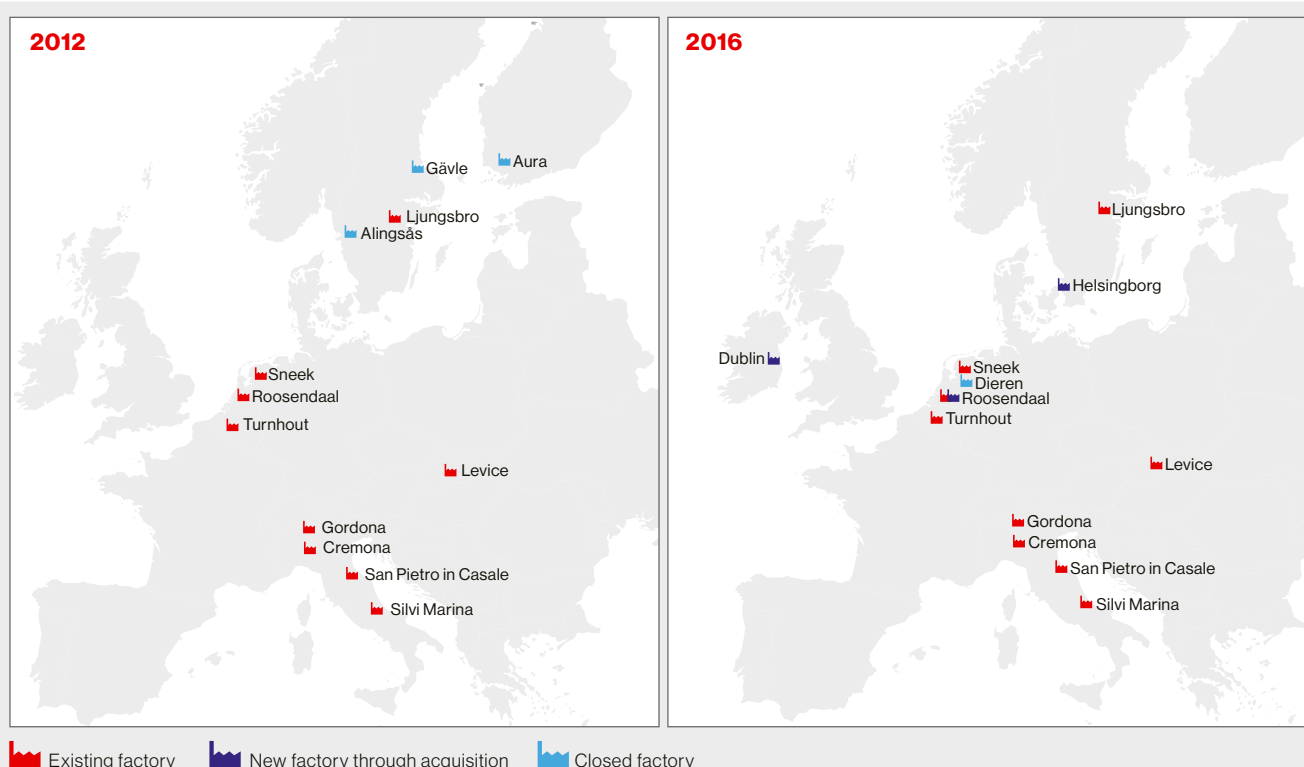 2012
Gävle
Aura
Ljungsbro
Alingsås
Sneek
Roosendaal
Turnhout
Levice
Gordona
Cremona
San Pietro in Casale
Silvi Marina
2016
Ljungsbro
Helsingborg
Dublin
Sneek
Dieren
Roosendaal
Turnhout
Levice
Gordona
Cremona
San Pietro in Casale
Silvi Marina
Existing factory
New factory through acquisition
Closed factory